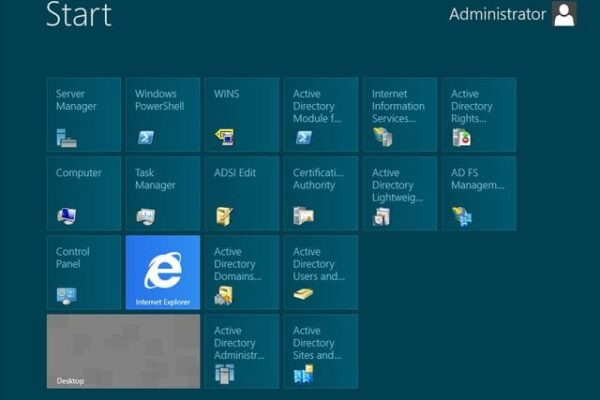 Start
Administrator
Server
Manager
Windows
PowerShell
WINS
Active
Directory
Module f...
Internet
Information
Services...
Active
Directory
Rights...
Computer
Task
Manager
ADSI Edit
Certificati...
Authority
Active
Directory
Lightweig...
AD FS
Managem...
Control
Panel
Internet Explorer
Active
Directory
Domains...
Active
Directory
Users and...
Desktop
Active
Directory
Administr...
Active
Directory
Sites and...